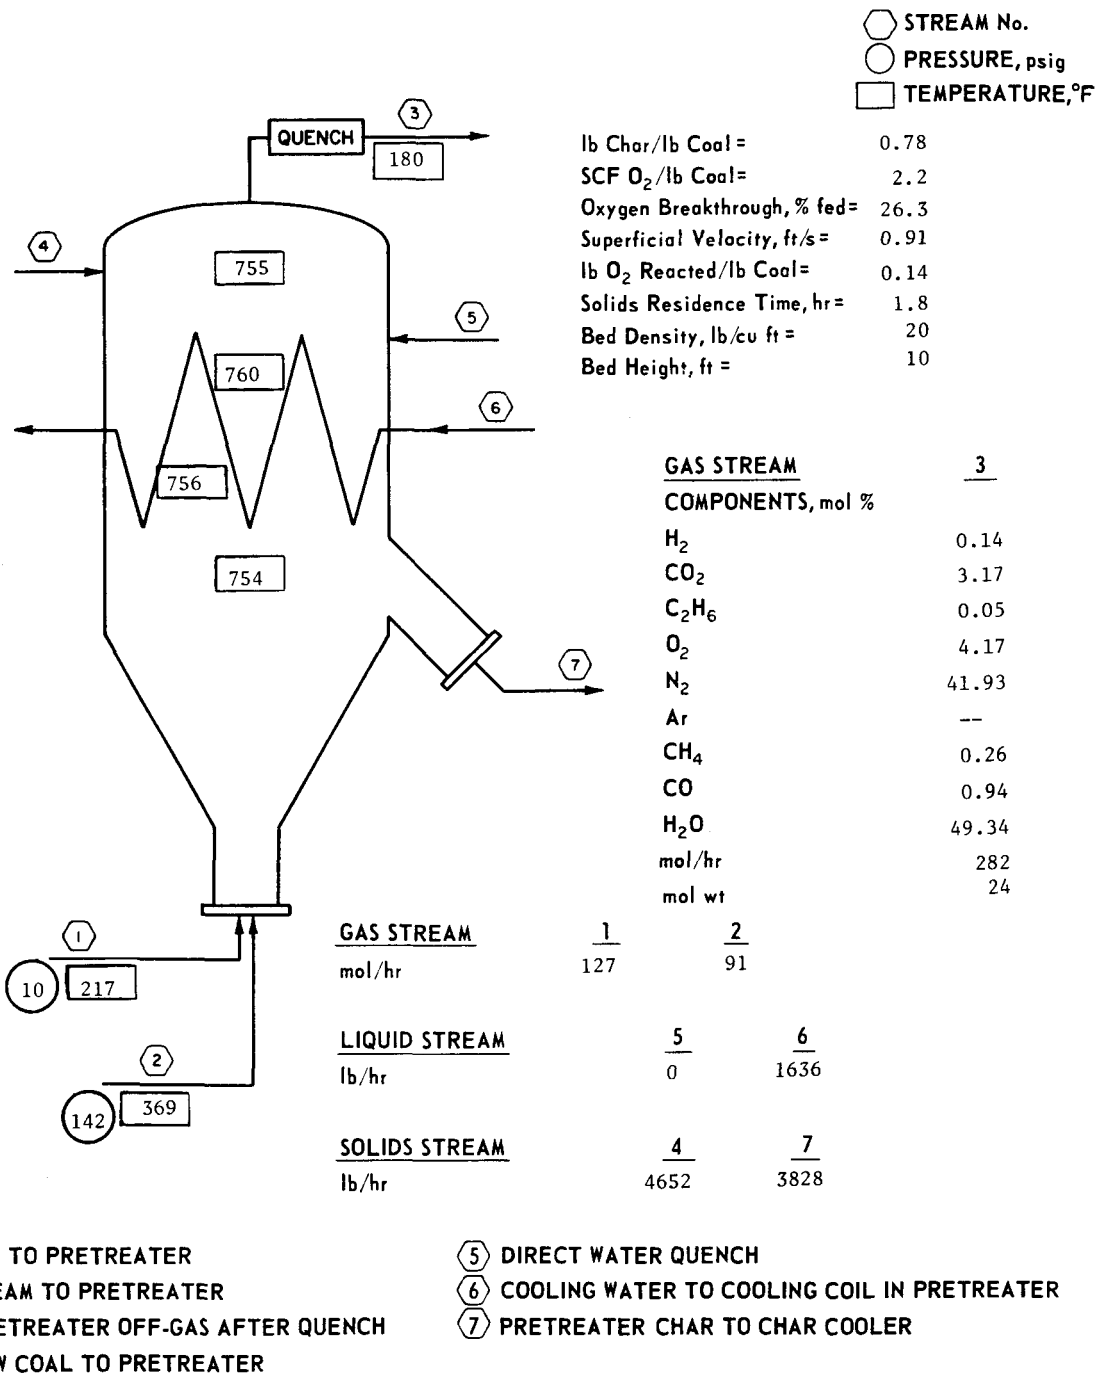 STREAM No.
PRESSURE, psig
TEMPERATURE, °F
QUENCH
3
180
4
755
5
760
6
756
754
7
lb Char/lb Coal = 0.78
SCF O2/lb Coal = 2.2
Oxygen Breakthrough, % fed = 26.3
Superficial Velocity, ft/s = 0.91
lb O2 Reacted/lb Coal = 0.14
Solids Residence Time, hr = 1.8
Bed Density, lb/cu ft = 20
Bed Height, ft = 10
GAS STREAM 3
COMPONENTS, mol %
H2 0.14
CO2 3.17
C2H6 0.05
O2 4.17
N2 41.93
Ar --
CH4 0.26
CO 0.94
H2O 49.34
mol/hr 282
mol wt 24
1
10 217
2
142 369
GAS STREAM 1 2
mol/hr 127 91
LIQUID STREAM 5 6
lb/hr 0 1636
SOLIDS STREAM 4 7
lb/hr 4652 3828
TO PRETREATER
EAM TO PRETREATER
ETREATER OFF-GAS AFTER QUENCH
W COAL TO PRETREATER
5 DIRECT WATER QUENCH
6 COOLING WATER TO COOLING COIL IN PRETREATER
7 PRETREATER CHAR TO CHAR COOLER